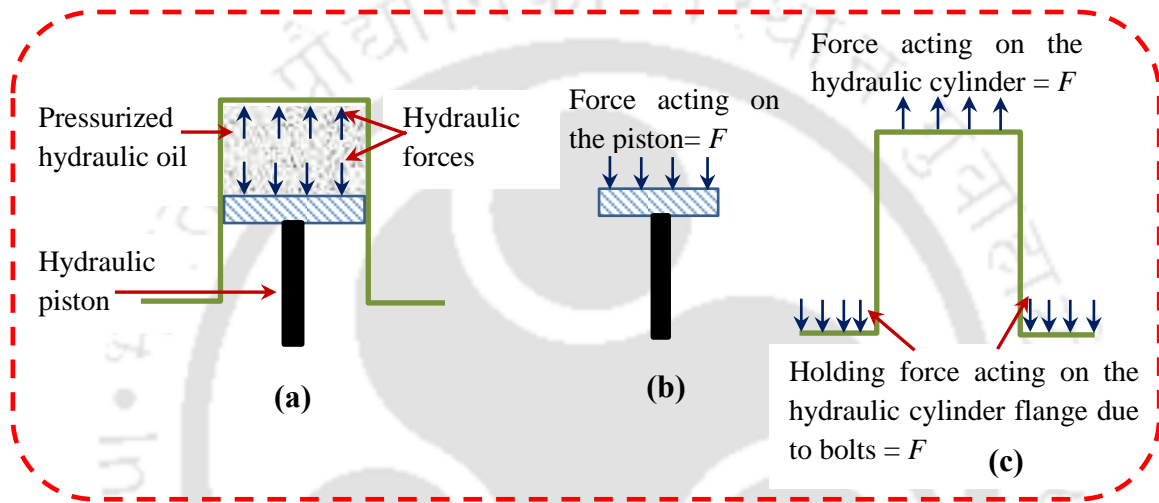 Pressurized
hydraulic oil
Hydraulic
forces
Hydraulic
piston
(a)
Force acting on
the piston= F
(b)
Force acting on the
hydraulic cylinder = F
Holding force acting on the
hydraulic cylinder flange due
to bolts = F
(c)